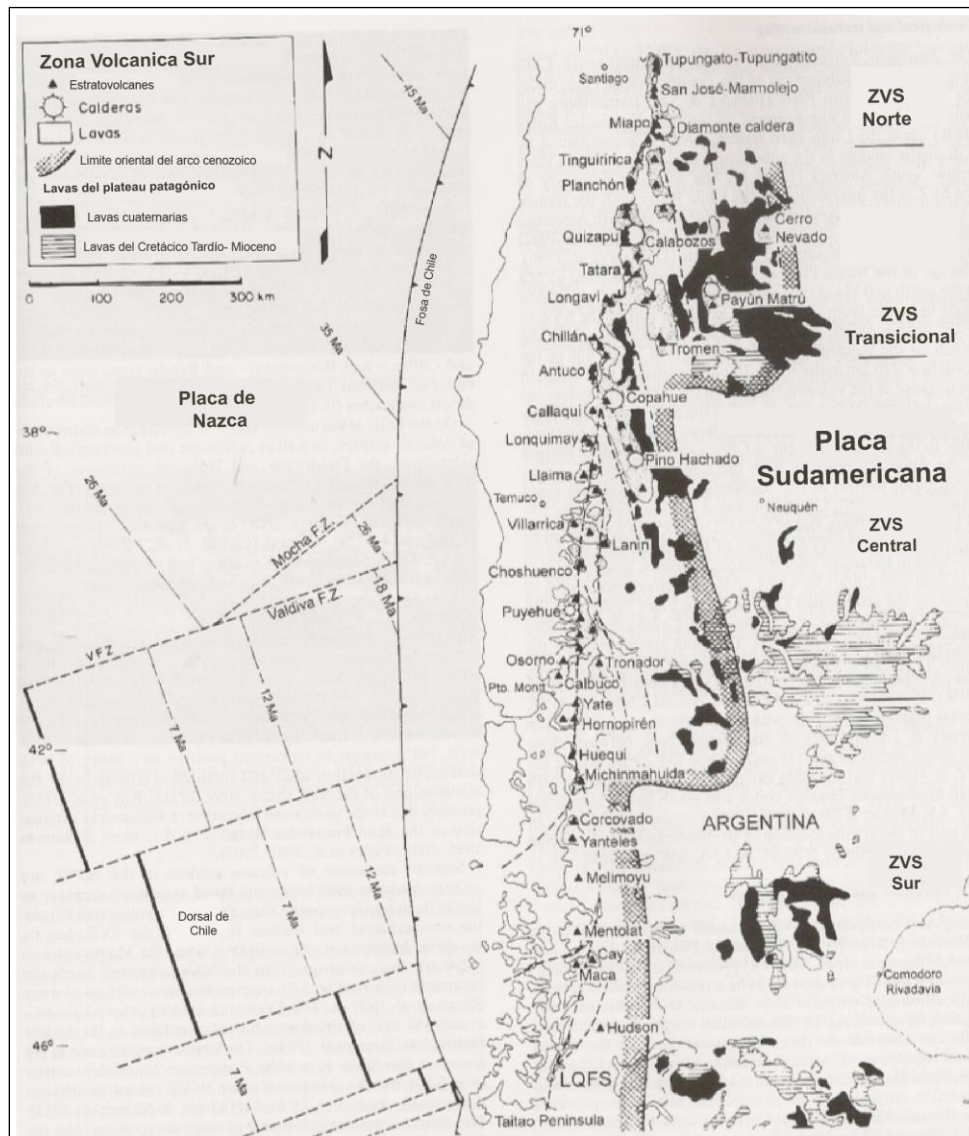 Zona Volcanica Sur
Estratovolcanes
Calderas
Lavas
Limite oriental del arco cenozoico
Lavas del plateau patagónico
Lavas cuaternarias
Lavas del Cretácico Tardío- Mioceno
0 100 200 300 km
N
71º
45 Ma
Fosa de Chile
Santiago
Tupungato-Tupungatito
San José-Marmolejo
ZVS
Norte
Miapo
Diamonte caldera
Tinguiririca
Planchón
Cerro
Nevado
Quizapu
Calabozos
Tatara
Payún Matrú
Longaví
ZVS
Transicional
Chillán
Tromen
35 Ma
Antuco
Placa de
Nazca
Copahue
Callaqui
38º
Placa
Sudamericana
Lonquimay
Pino Hachado
Llaima
26 Ma
Temuco
Neuquén
ZVS
Central
Mocha F.Z.
26 Ma
Villarrica
Lanín
Choshuenco
Valdiva F.Z.
18 Ma
Puyehue
VFZ
Osorno
Tronador
Pto. Montt
Calbuco
7 Ma
12 Ma
Yate
Hornopirén
42º
Huequi
Michinmahuida
Corcovado
ARGENTINA
Yanteles
ZVS
Sur
Melimoyu
Dorsal de
Chile
7 Ma
12 Ma
Mentolat
Cay
Maca
Comodoro
Rivadavia
Hudson
46º
7 Ma
LQFS
Taitao Peninsula